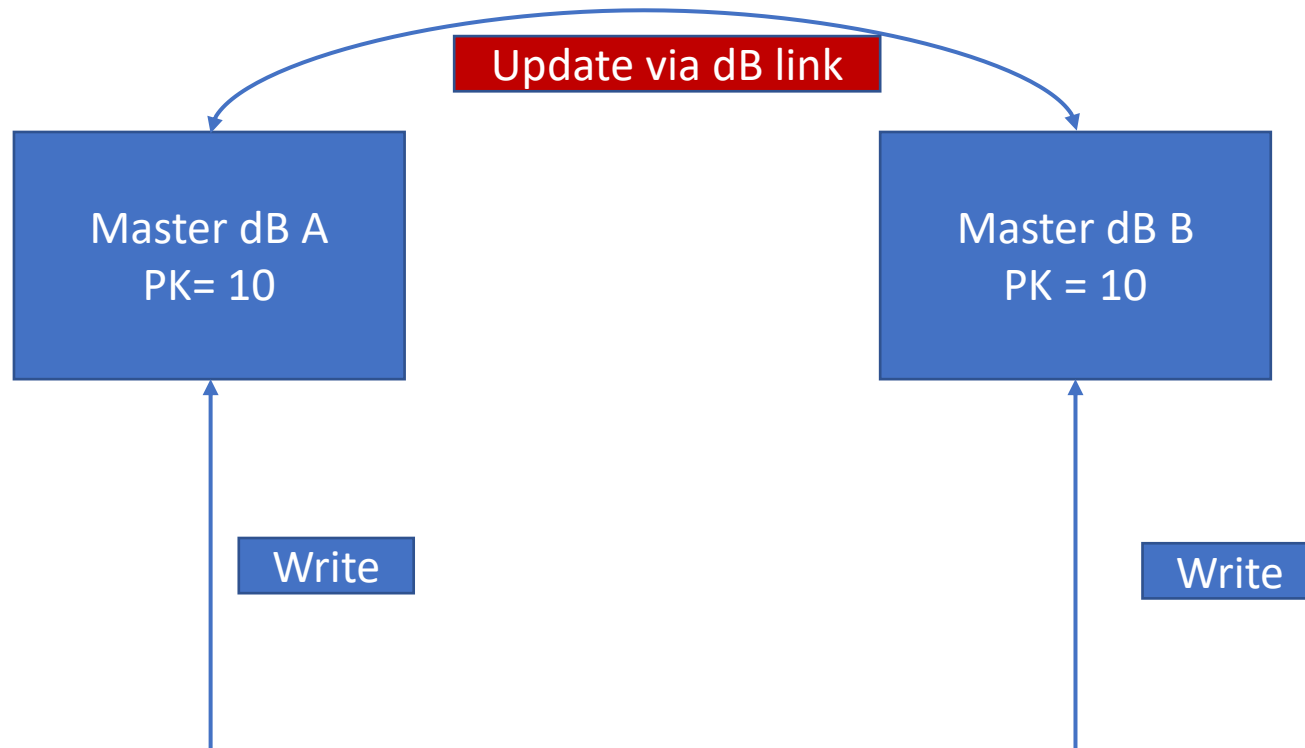 Update via dB link
Master dB A
PK= 10
Master dB B
PK = 10
Write
Write